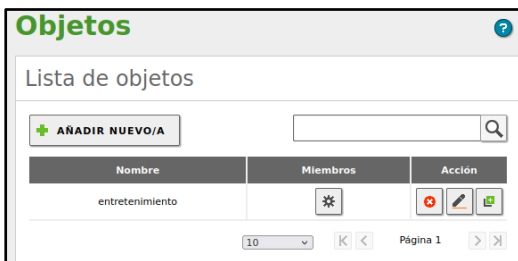 Objetos
Lista de objetos
AÑADIR NUEVO/A
Nombre Miembros Acción
entretenimiento
10 Página 1